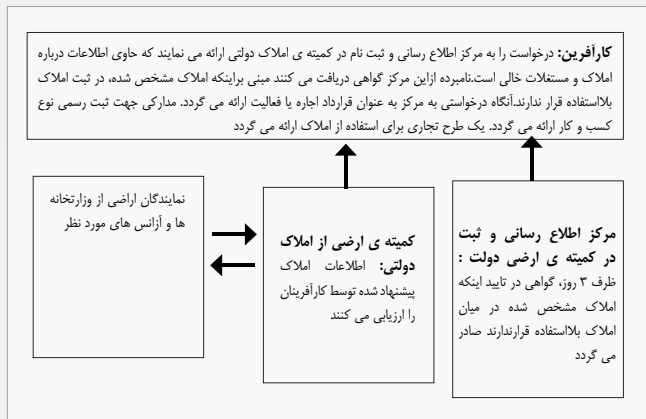 کارآفرین: درخواست را به مرکز اطلاع رسانی و ثبت نام در کمیته ی املاک دولتی ارائه می نمایند که حاوی اطلاعات درباره
املاک و مستغلات خالی است.نامبرده ازاین مرکز گواهی دریافت می کنند مبنی براینکه املاک مشخص شده، در ثبت املاک
بلااستفاده قرار ندارند.آنگاه درخواستی به مرکز به عنوان قرارداد اجاره یا فعالیت ارائه می گردد. مدارکی جهت ثبت رسمی نوع
کسب و کار ارائه می گردد. یک طرح تجاری برای استفاده از املاک ارائه می گردد
مرکز اطلاع رسانی و ثبت
در کمیته ی ارضی دولت :
ظرف ۳ روز، گواهی در تایید اینکه
املاک مشخص شده در میان
املاک بلااستفاده قرارندارند صادر
می گردد
کمیته ی ارضی از املاک
دولتی: اطلاعات املاک
پیشنهاد شده توسط کارآفرینان
را ارزیابی می کنند
نمایندگان اراضی از وزارتخانه
ها و آژانس های مورد نظر